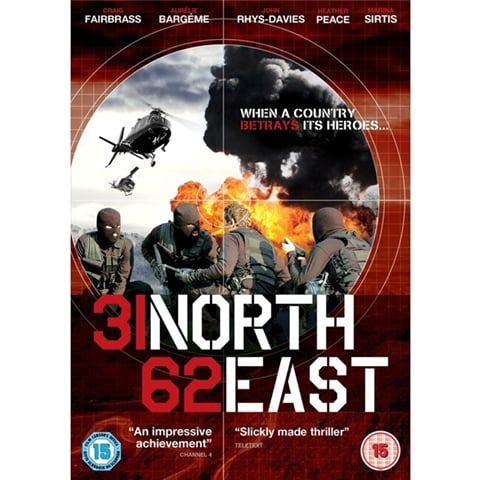 CRAIG AURÉLIE JOHN HEATHER MARINA
FAIRBRASS BARGÈME RHYS-DAVIES PEACE SIRTIS
WHEN A COUNTRY
BETRAYS ITS HEROES...
31NORTH
62EAST
"An impressive
achievement"
CHANNEL 4
"Slickly made thriller"
TELETEXT
15
15